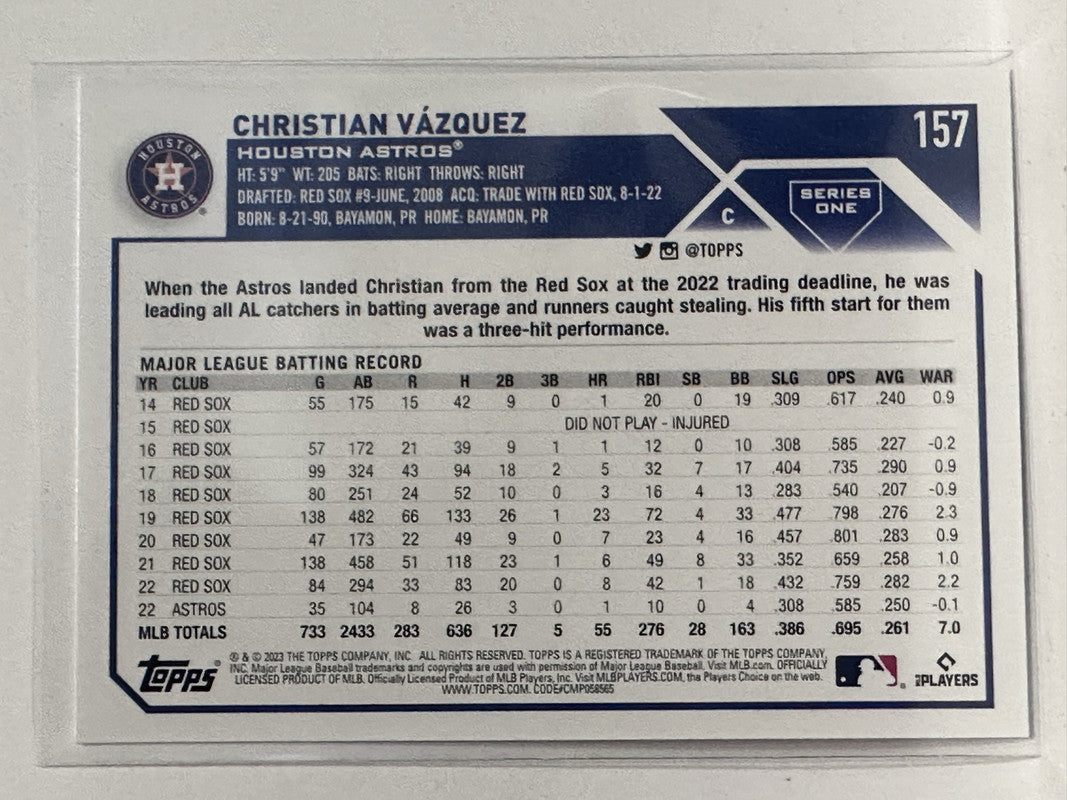 CHRISTIAN VÁZQUEZ
157
HOUSTON ASTROS®
HT: 5'9" WT: 205 BATS: RIGHT THROWS: RIGHT
DRAFTED: RED SOX #9-JUNE, 2008 ACQ: TRADE WITH RED SOX, 8-1-22
BORN: 8-21-90, BAYAMON, PR HOME: BAYAMON, PR
HOUSTON
H
ASTROS
C
SERIES
ONE
@TOPPS
When the Astros landed Christian from the Red Sox at the 2022 trading deadline, he was
leading all AL catchers in batting average and runners caught stealing. His fifth start for them
was a three-hit performance.
MAJOR LEAGUE BATTING RECORD
YR CLUB G AB R H 2B 3B HR RBI SB BB SLG OPS AVG WAR
14 RED SOX 55 175 15 42 9 0 1 20 0 19 .309 .617 .240 0.9
15 RED SOX DID NOT PLAY - INJURED
16 RED SOX 57 172 21 39 9 1 1 12 0 10 .308 .585 .227 -0.2
17 RED SOX 99 324 43 94 18 2 5 32 7 17 .404 .735 .290 0.9
18 RED SOX 80 251 24 52 10 0 3 16 4 13 .283 .540 .207 -0.9
19 RED SOX 138 482 66 133 26 1 23 72 4 33 .477 .798 .276 2.3
20 RED SOX 47 173 22 49 9 0 7 23 4 16 .457 .801 .283 0.9
21 RED SOX 138 458 51 118 23 1 6 49 8 33 .352 .659 .258 1.0
22 RED SOX 84 294 33 83 20 0 8 42 1 18 .432 .759 .282 2.2
22 ASTROS 35 104 8 26 3 0 1 10 0 4 .308 .585 .250 -0.1
MLB TOTALS 733 2433 283 636 127 5 55 276 28 163 .386 .695 .261 7.0
Topps®
® & © 2023 THE TOPPS COMPANY, INC. ALL RIGHTS RESERVED. TOPPS IS A REGISTERED TRADEMARK OF THE TOPPS COMPANY,
INC. Major League Baseball trademarks and copyrights are used with permission of Major League Baseball. Visit MLB.com. OFFICIALLY
LICENSED PRODUCT OF MLB. Officially Licensed Product of MLB Players, Inc. Visit MLBPLAYERS.COM, the Players Choice on the web.
WWW.TOPPS.COM. CODE#CMP058565
PLAYERS